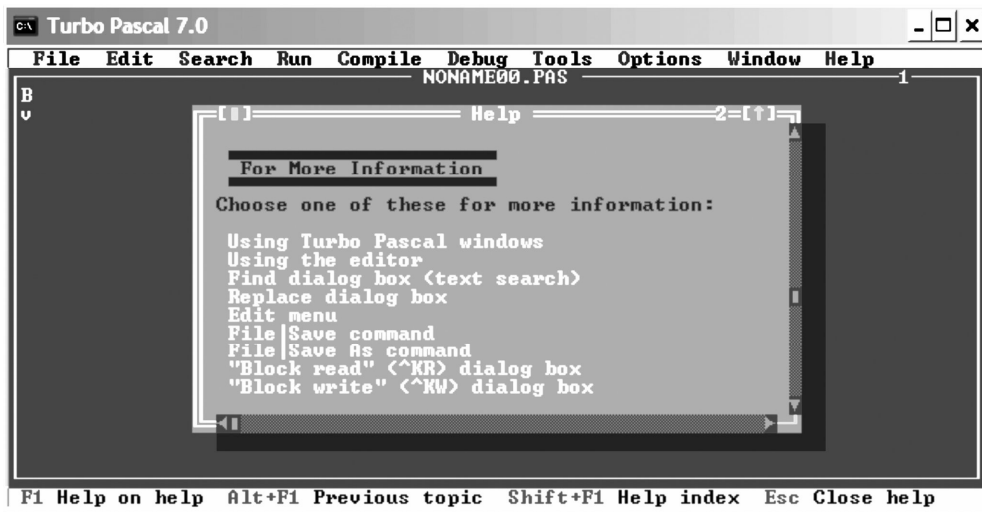 Turbo Pascal 7.0
File Edit Search Run Compile Debug Tools Options Window Help
NONAME00.PAS 1
B
v
Help 2=[↑]
For More Information
Choose one of these for more information:
Using Turbo Pascal windows
Using the editor
Find dialog box (text search)
Replace dialog box
Edit menu
File|Save command
File|Save As command
"Block read" (^KR) dialog box
"Block write" (^KW) dialog box
F1 Help on help Alt+F1 Previous topic Shift+F1 Help index Esc Close help